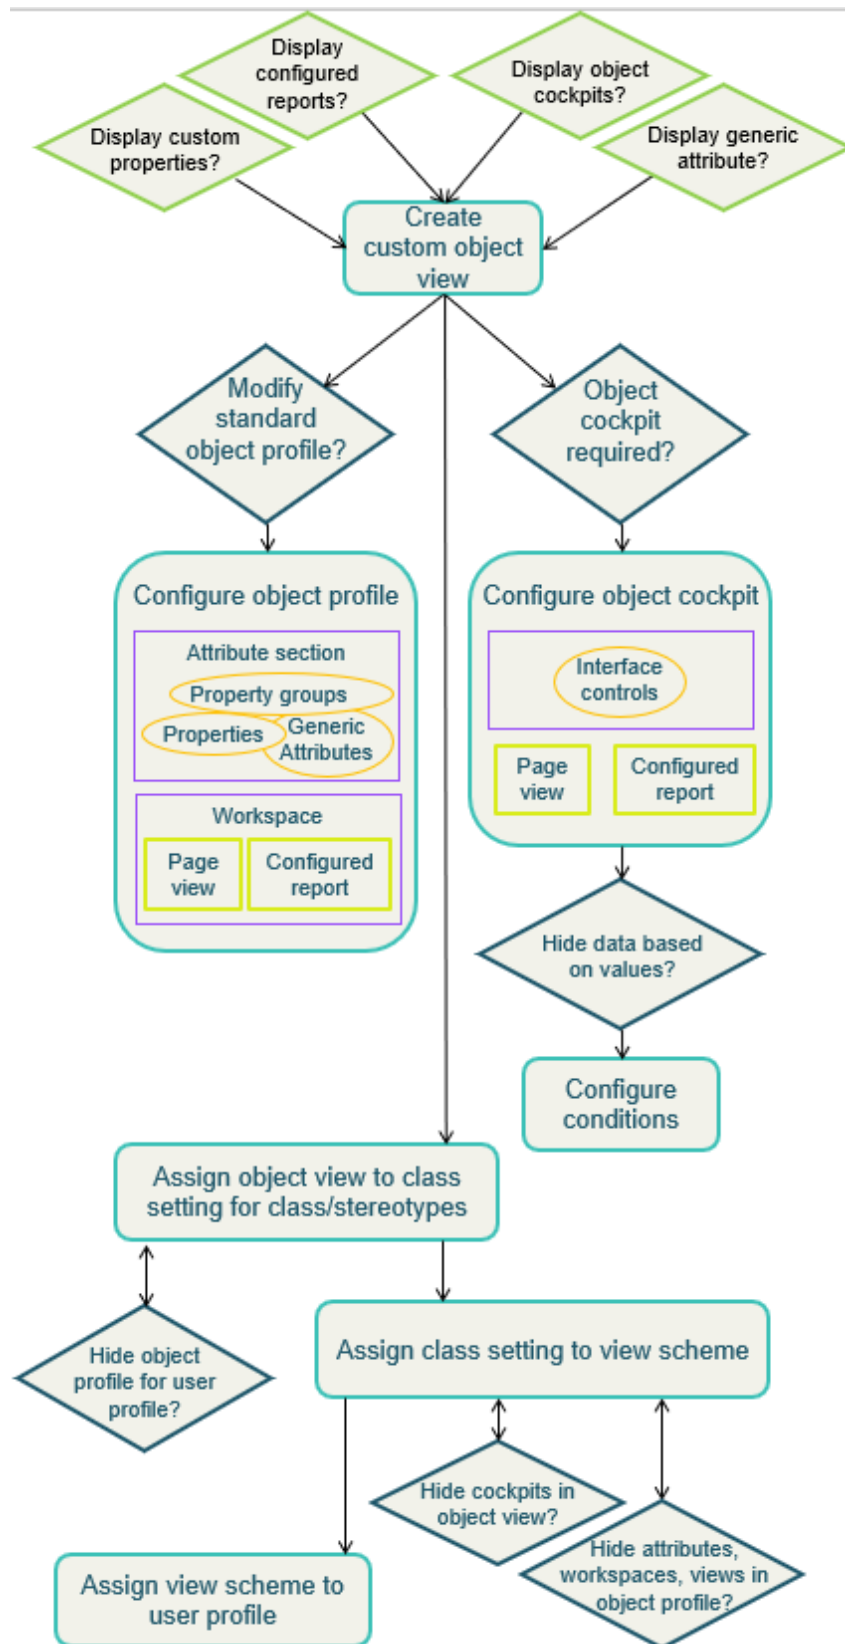 Display
configured
reports?
Display object
cockpits?
Display custom
properties?
Display generic
attribute?
Create
custom object
view
Modify
standard
object profile?
Object
cockpit
required?
Configure object profile
Attribute section
Property groups
Properties
Generic
Attributes
Workspace
Page
view
Configured
report
Configure object cockpit
Interface
controls
Page
view
Configured
report
Hide data based
on values?
Configure
conditions
Assign object view to class
setting for class/stereotypes
Hide object
profile for user
profile?
Assign class setting to view scheme
Hide cockpits in
object view?
Hide attributes,
workspaces, views in
object profile?
Assign view scheme to
user profile